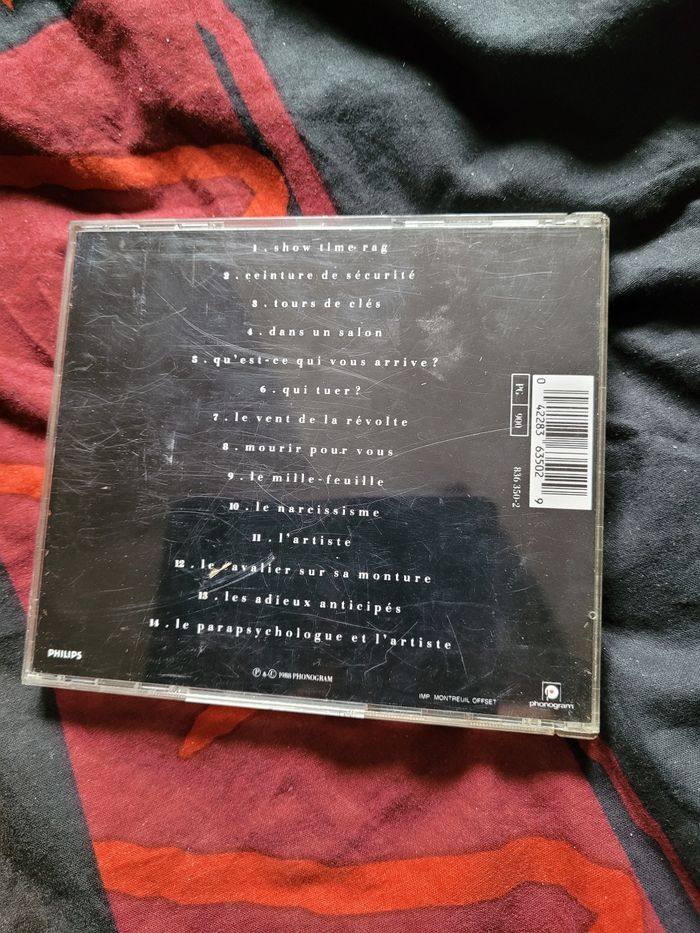 1 . show time rag
2 . ceinture de sécurité
3 . tours de clés
4 . dans un salon
5 . qu'est-ce qui vous arrive ?
6 . qui tuer ?
7 . le vent de la révolte
8 . mourir pour vous
9 . le mille-feuille
10 . le narcissisme
11 . l'artiste
12 . le cavalier sur sa monture
13 . les adieux anticipés
14 . le parapsychologue et l'artiste
PHILIPS
℗ & © 1988 PHONOGRAM
IMP. MONTREUIL OFFSET
phonogram
PG 900
836 350-2
0 42283 63502 9